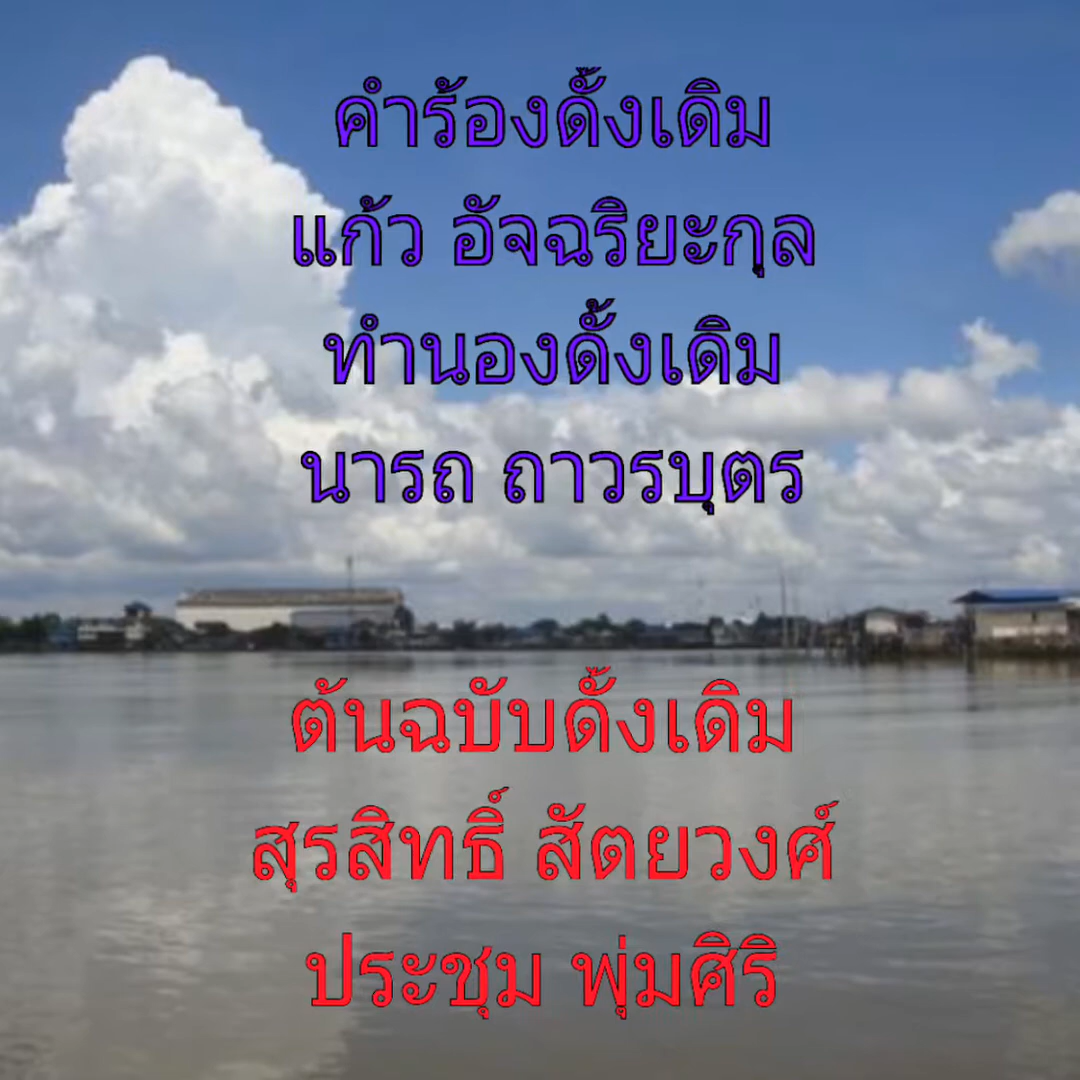 คำร้องดั้งเดิม
แก้ว อัจฉริยะกุล
ทำนองดั้งเดิม
นารถ ถาวรบุตร
ต้นฉบับดั้งเดิม
สุรสิทธิ์ สัตยวงศ์
ประชุม พุ่มศิริ